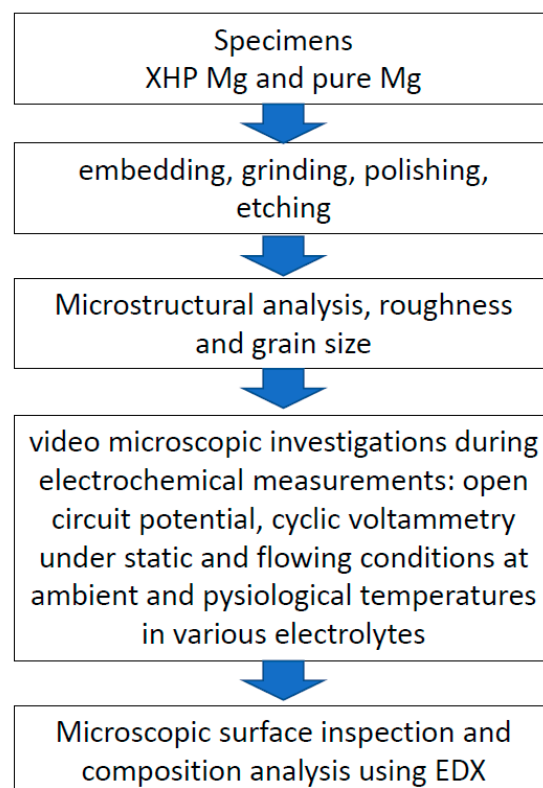 Specimens
XHP Mg and pure Mg
embedding, grinding, polishing,
etching
Microstructural analysis, roughness
and grain size
video microscopic investigations during
electrochemical measurements: open
circuit potential, cyclic voltammetry
under static and flowing conditions at
ambient and pysiological temperatures
in various electrolytes
Microscopic surface inspection and
composition analysis using EDX